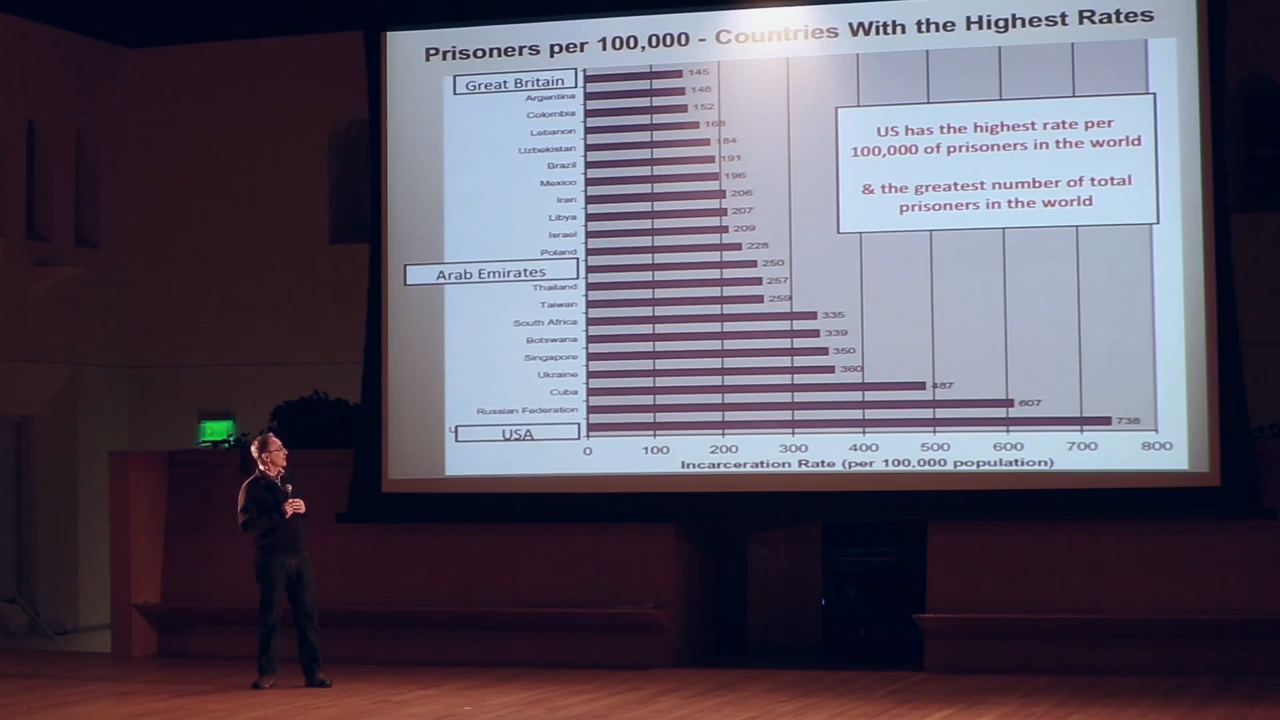 Prisoners per 100,000 - Countries With the Highest Rates
Great Britain 145
Argentina 148
Colombia 152
Lebanon 168
Uzbekistan 184
Brazil 191
Mexico 196
Iran 206
Libya 207
Israel 209
Poland 228
Arab Emirates 250
Thailand 257
Taiwan 259
South Africa 335
Botswana 339
Singapore 350
Ukraine 360
Cuba 487
Russian Federation 607
USA 738
0 100 200 300 400 500 600 700 800
Incarceration Rate (per 100,000 population)
US has the highest rate per
100,000 of prisoners in the world
& the greatest number of total
prisoners in the world